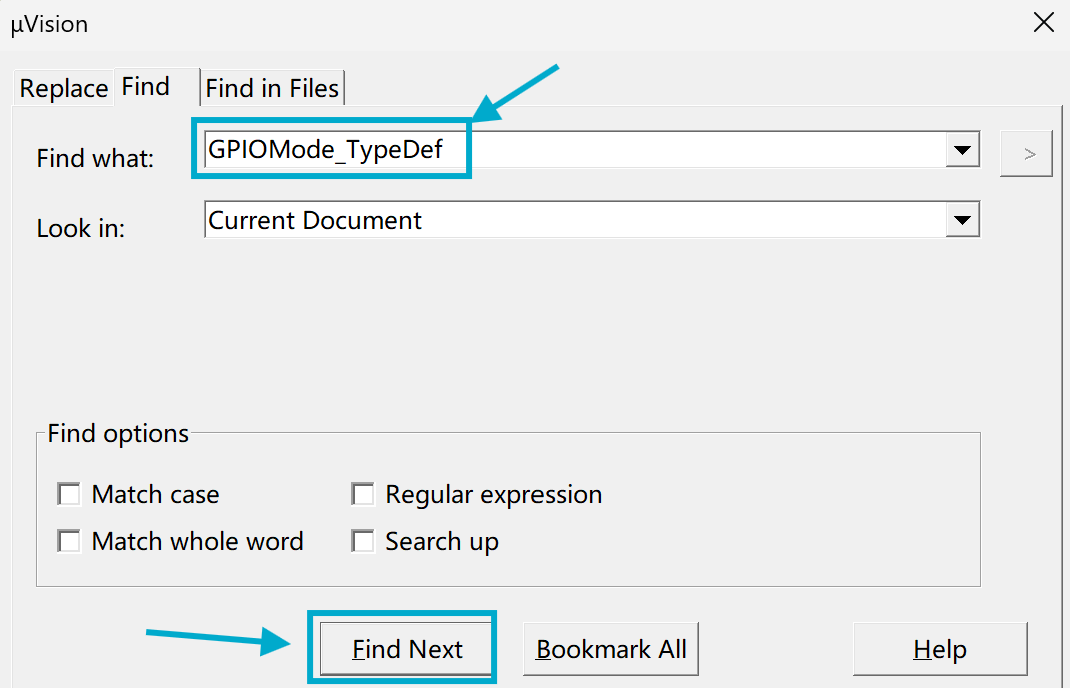 µVision
Replace Find Find in Files
Find what: GPIOMode_TypeDef >
Look in: Current Document
Find options
Match case Regular expression
Match whole word Search up
Find Next Bookmark All Help